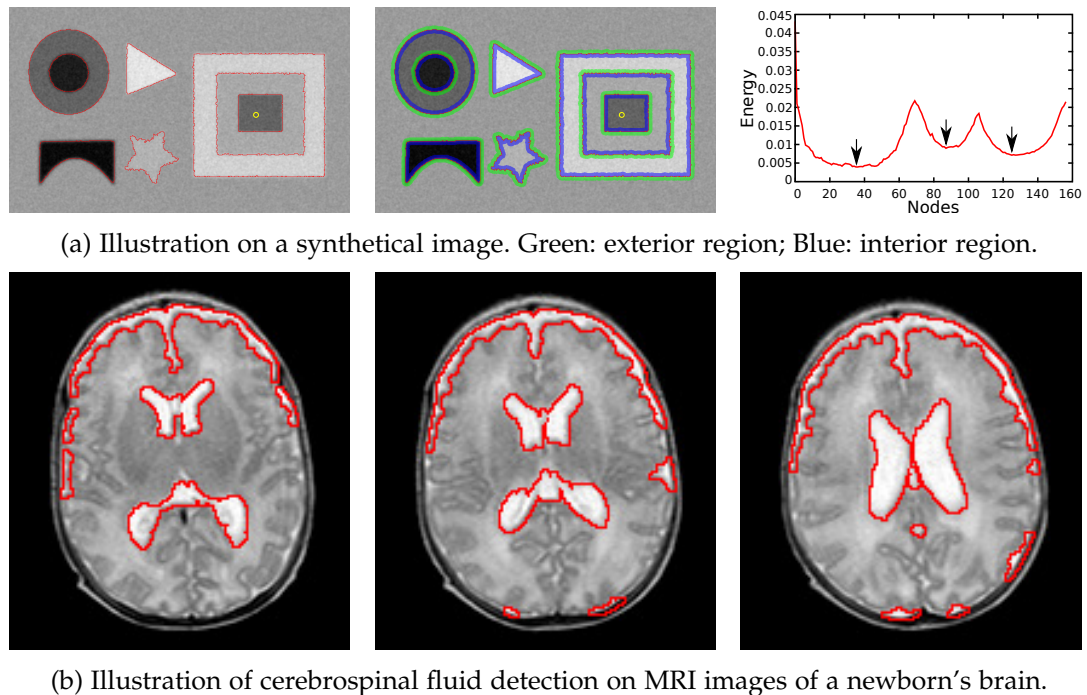 0.045
0.04
0.035
0.03
0.025
0.02
0.015
0.01
0.005
0
Energy
0 20 40 60 80 100 120 140 160
Nodes
(a) Illustration on a synthetical image. Green: exterior region; Blue: interior region.
(b) Illustration of cerebrospinal fluid detection on MRI images of a newborn's brain.